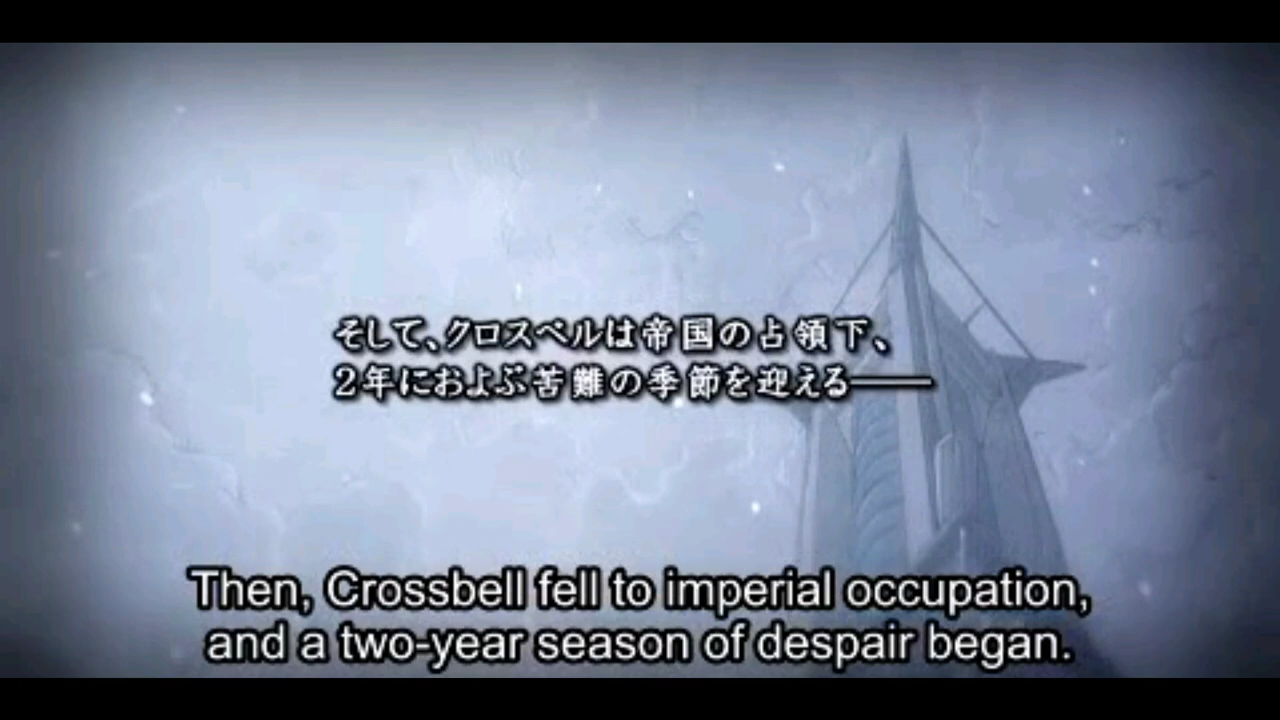 そして、クロスベルは帝国の占領下、
2年におよぶ苦難の季節を迎える――
Then, Crossbell fell to imperial occupation,
and a two-year season of despair began.